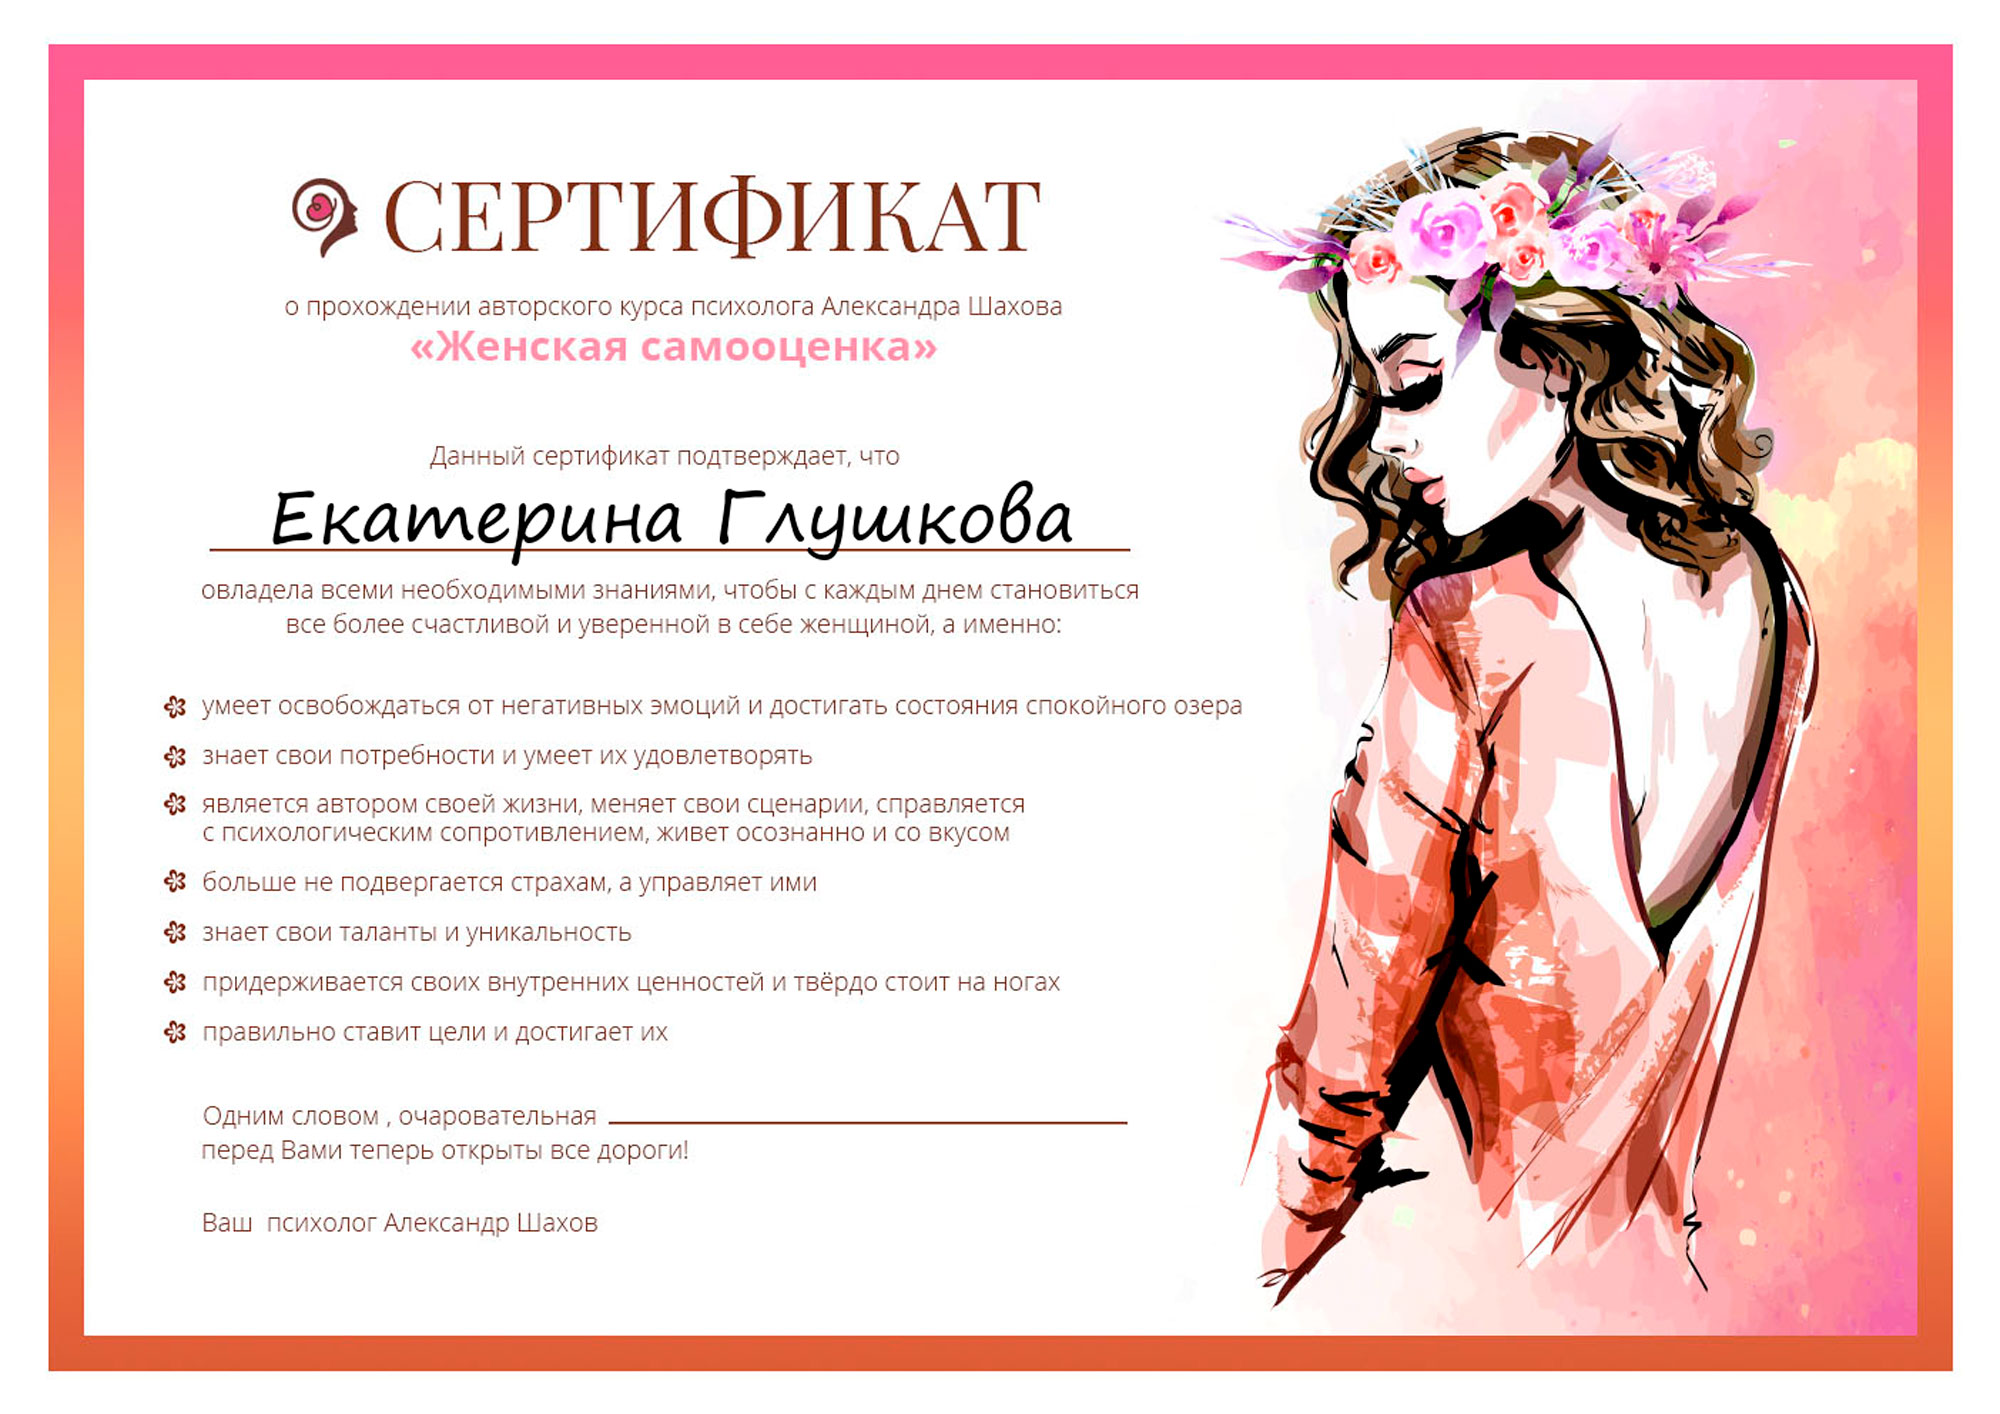 СЕРТИФИКАТ
о прохождении авторского курса психолога Александра Шахова
«Женская самооценка»
Данный сертификат подтверждает, что
Екатерина Глушкова
овладела всеми необходимыми знаниями, чтобы с каждым днем становиться
все более счастливой и уверенной в себе женщиной, а именно:
умеет освобождаться от негативных эмоций и достигать состояния спокойного озера
знает свои потребности и умеет их удовлетворять
является автором своей жизни, меняет свои сценарии, справляется
с психологическим сопротивлением, живет осознанно и со вкусом
больше не подвергается страхам, а управляет ими
знает свои таланты и уникальность
придерживается своих внутренних ценностей и твёрдо стоит на ногах
правильно ставит цели и достигает их
Одним словом , очаровательная
перед Вами теперь открыты все дороги!
Ваш психолог Александр Шахов